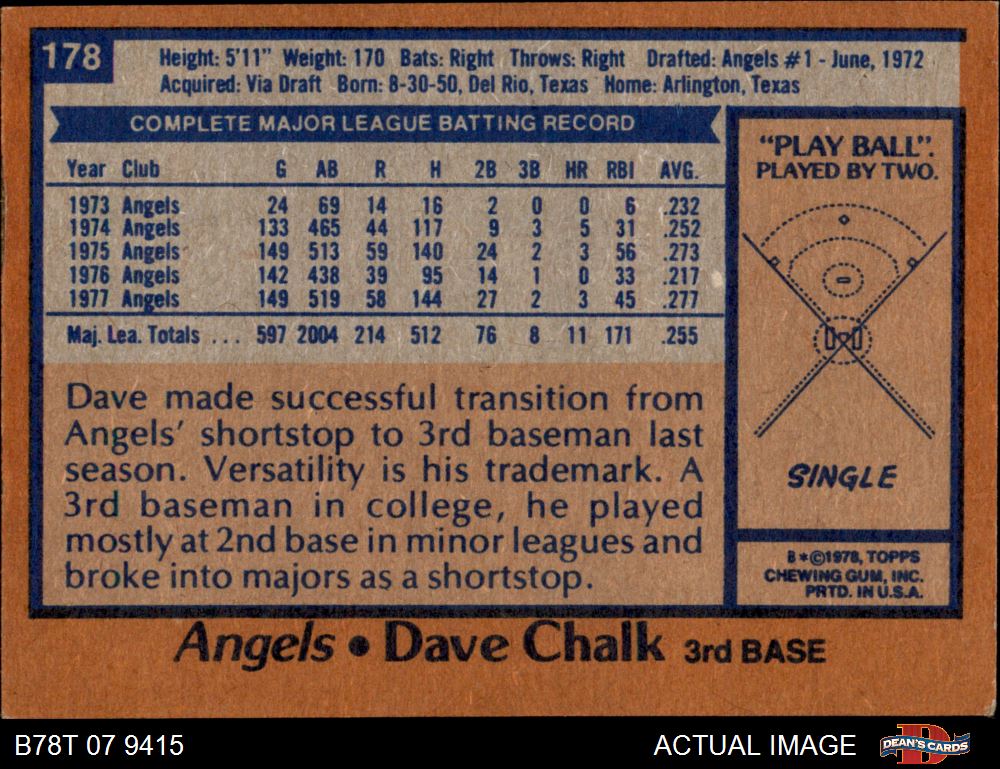 178
Height: 5'11" Weight: 170 Bats: Right Throws: Right Drafted: Angels #1 - June, 1972
Acquired: Via Draft Born: 8-30-50, Del Rio, Texas Home: Arlington, Texas
COMPLETE MAJOR LEAGUE BATTING RECORD
Year Club G AB R H 2B 3B HR RBI AVG.
1973 Angels 24 69 14 16 2 0 0 6 .232
1974 Angels 133 465 44 117 9 3 5 31 .252
1975 Angels 149 513 59 140 24 2 3 56 .273
1976 Angels 142 438 39 95 14 1 0 33 .217
1977 Angels 149 519 58 144 27 2 3 45 .277
Maj. Lea. Totals ... 597 2004 214 512 76 8 11 171 .255
Dave made successful transition from
Angels' shortstop to 3rd baseman last
season. Versatility is his trademark. A
3rd baseman in college, he played
mostly at 2nd base in minor leagues and
broke into majors as a shortstop.
"PLAY BALL".
PLAYED BY TWO.
SINGLE
B*©1978, TOPPS
CHEWING GUM, INC.
PRTD. IN U.S.A.
Angels • Dave Chalk 3rd BASE
B78T 07 9415
ACTUAL IMAGE
DEAN'S CARDS